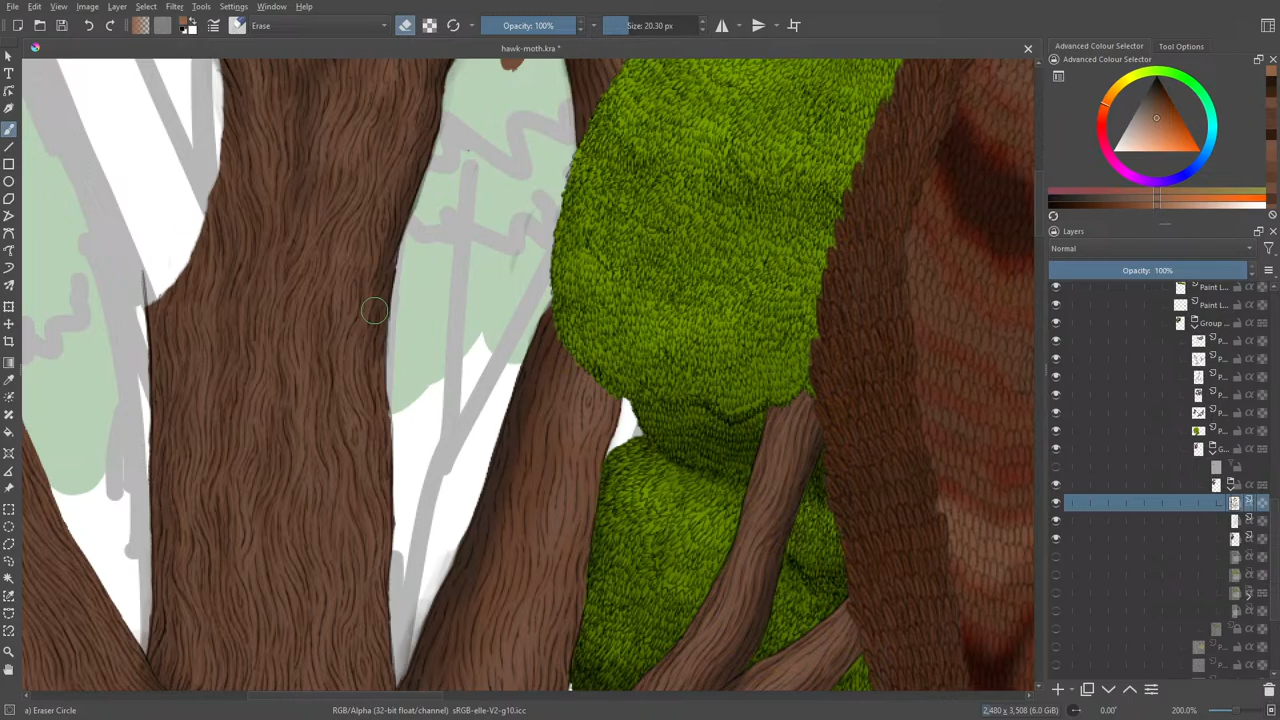 File Edit View Image Layer Select Filter Tools Settings Window Help
Erase Opacity: 100% Size: 20.30 px
hawk-moth.kra *
Advanced Colour Selector Tool Options
Advanced Colour Selector
Layers
Normal
Opacity: 100%
Paint L...
Paint L...
Group ...
P...
P...
P...
P...
P...
P...
G...
P...
a) Eraser Circle RGB/Alpha (32-bit float/channel) sRGB-elle-V2-g10.icc 2,480 x 3,508 (6.0 GiB) 0.00° 200.0%